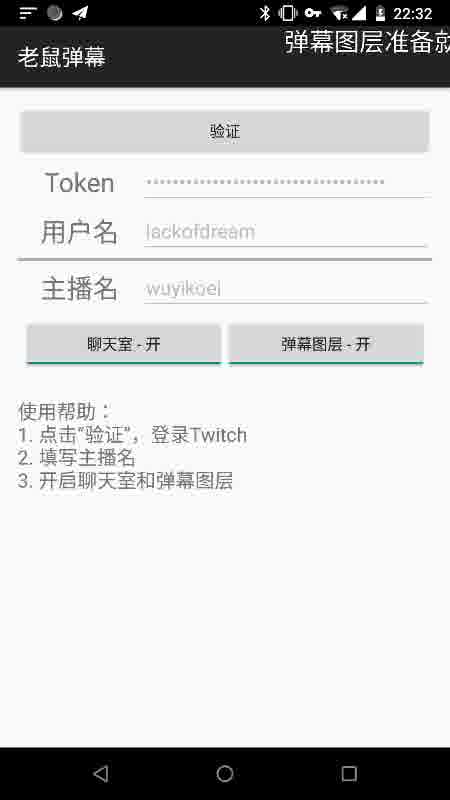 22:32
弹幕图层准备就
老鼠弹幕
验证
Token ••••••••••••••••••••••••••••••••••••
用户名 lackofdream
主播名 wuyikoei
聊天室 - 开 弹幕图层 - 开
使用帮助：
1. 点击“验证”，登录Twitch
2. 填写主播名
3. 开启聊天室和弹幕图层